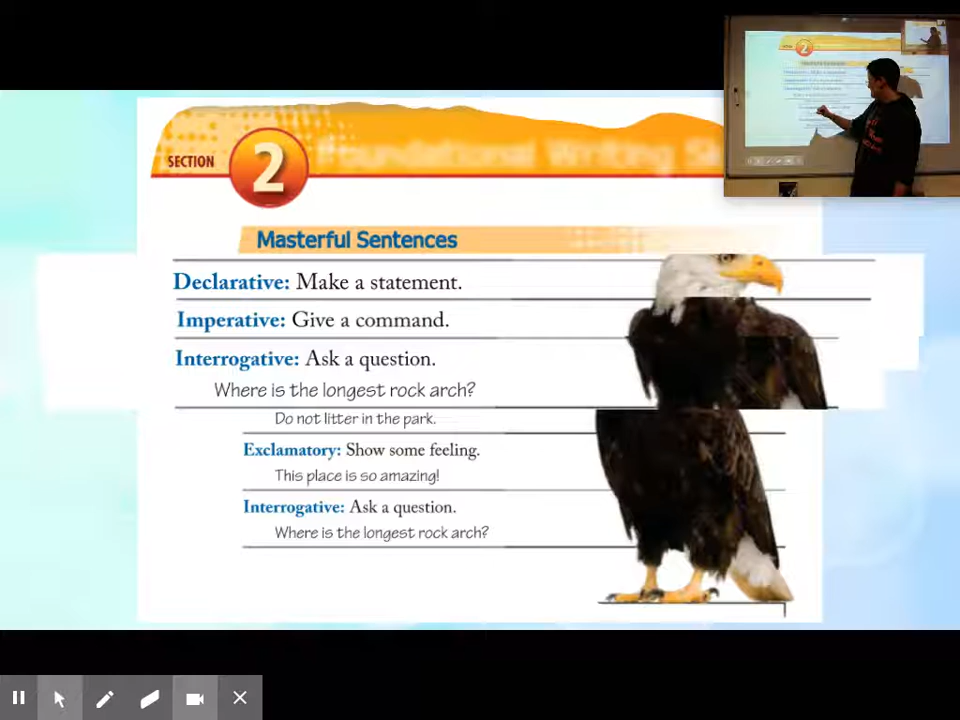 SECTION
2
Foundational Writing
Masterful Sentences
Declarative: Make a statement.
Imperative: Give a command.
Interrogative: Ask a question.
Where is the longest rock arch?
Do not litter in the park.
Exclamatory: Show some feeling.
This place is so amazing!
Interrogative: Ask a question.
Where is the longest rock arch?